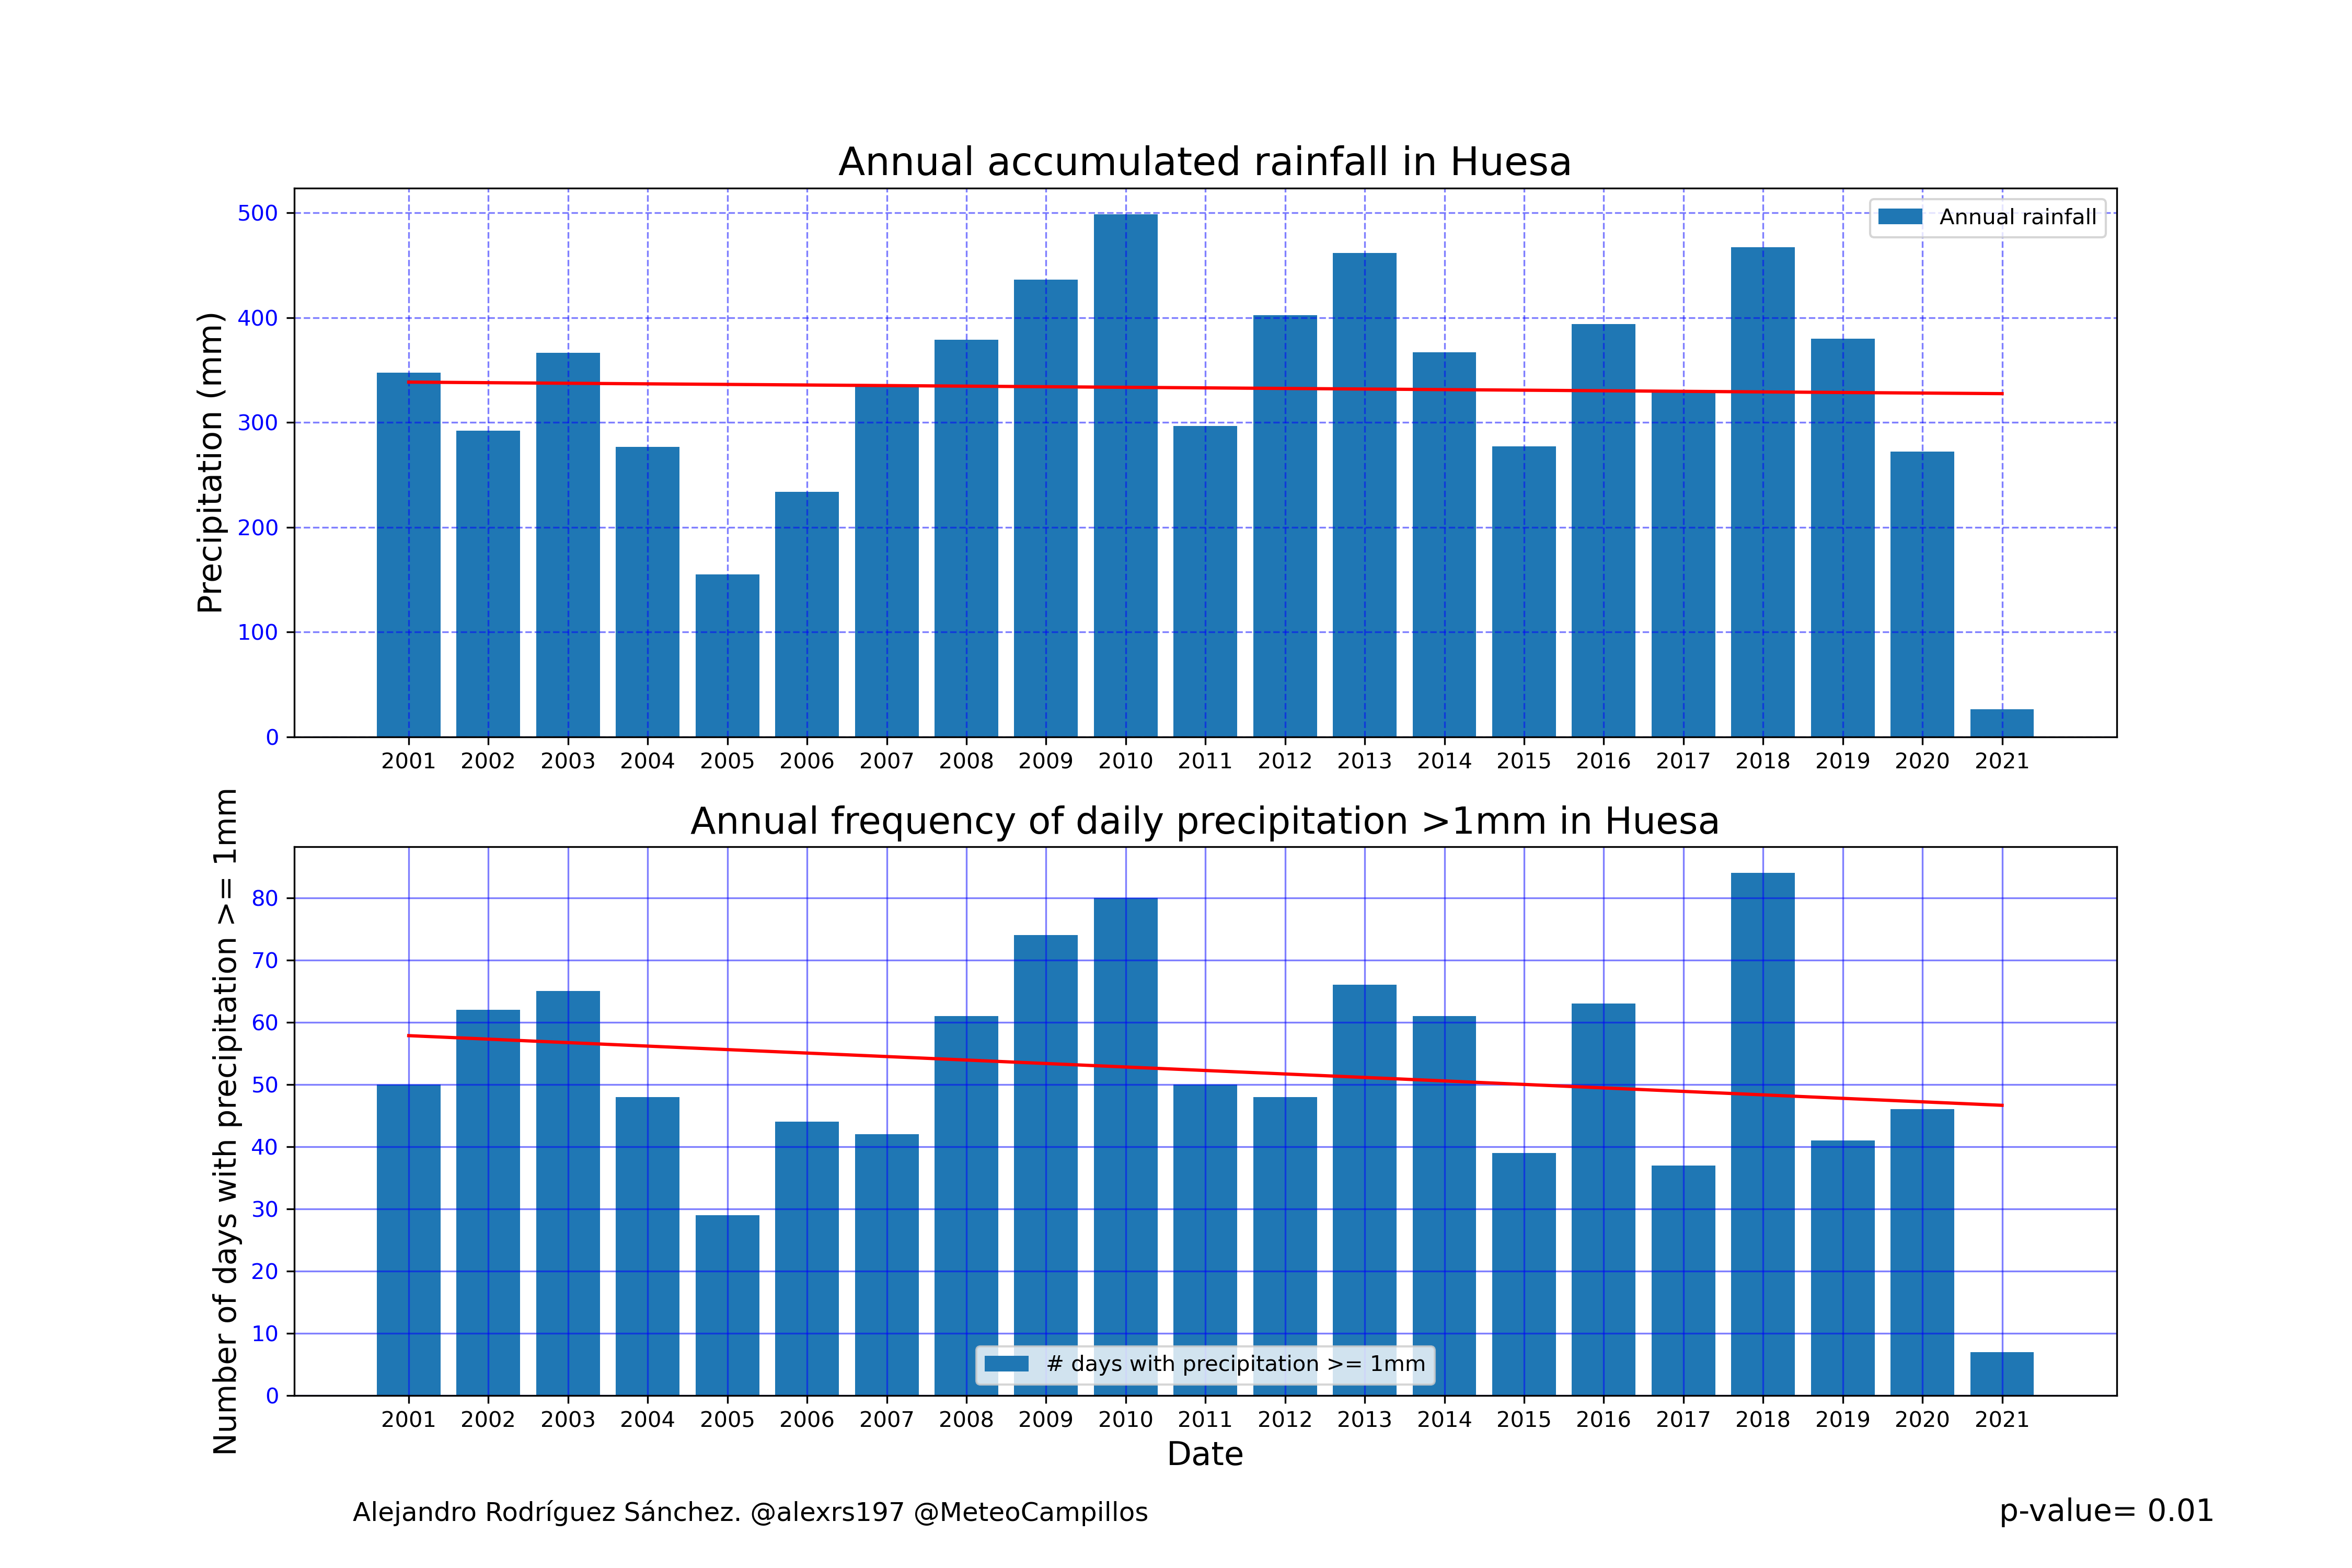 Annual accumulated rainfall in Huesa
Precipitation (mm)
500
400
300
200
100
0
Annual rainfall
2001 2002 2003 2004 2005 2006 2007 2008 2009 2010 2011 2012 2013 2014 2015 2016 2017 2018 2019 2020 2021
Annual frequency of daily precipitation >1mm in Huesa
Number of days with precipitation >= 1mm
80
70
60
50
40
30
20
10
0
# days with precipitation >= 1mm
2001 2002 2003 2004 2005 2006 2007 2008 2009 2010 2011 2012 2013 2014 2015 2016 2017 2018 2019 2020 2021
Date
Alejandro Rodríguez Sánchez. @alexrs197 @MeteoCampillos
p-value= 0.01